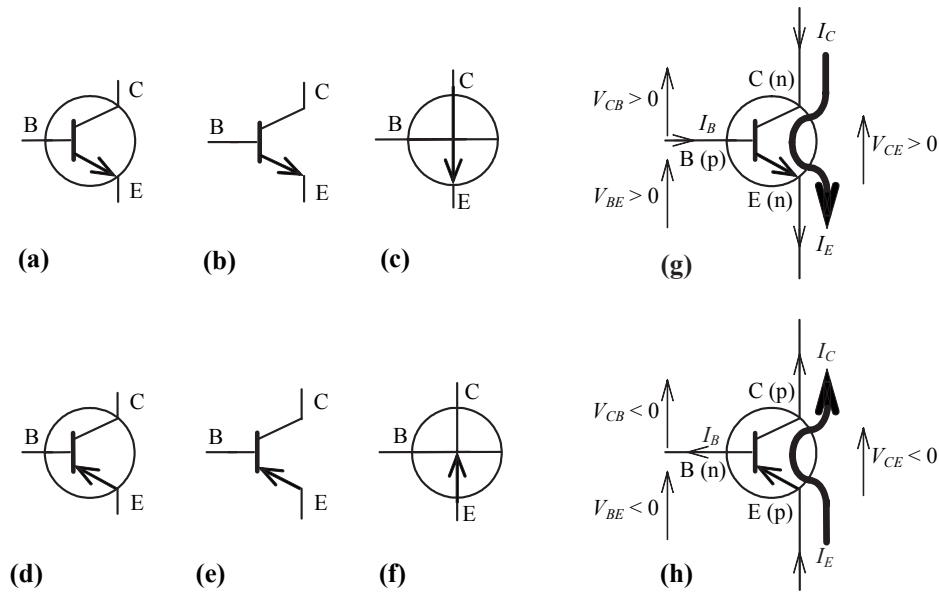 C
B
E
(a)
C
B
E
(b)
C
B
E
(c)
I_C
C (n)
V_CB > 0
I_B
B (p)
V_CE > 0
V_BE > 0
E (n)
I_E
(g)
C
B
E
(d)
C
B
E
(e)
C
B
E
(f)
I_C
C (p)
V_CB < 0
I_B
B (n)
V_CE < 0
V_BE < 0
E (p)
I_E
(h)